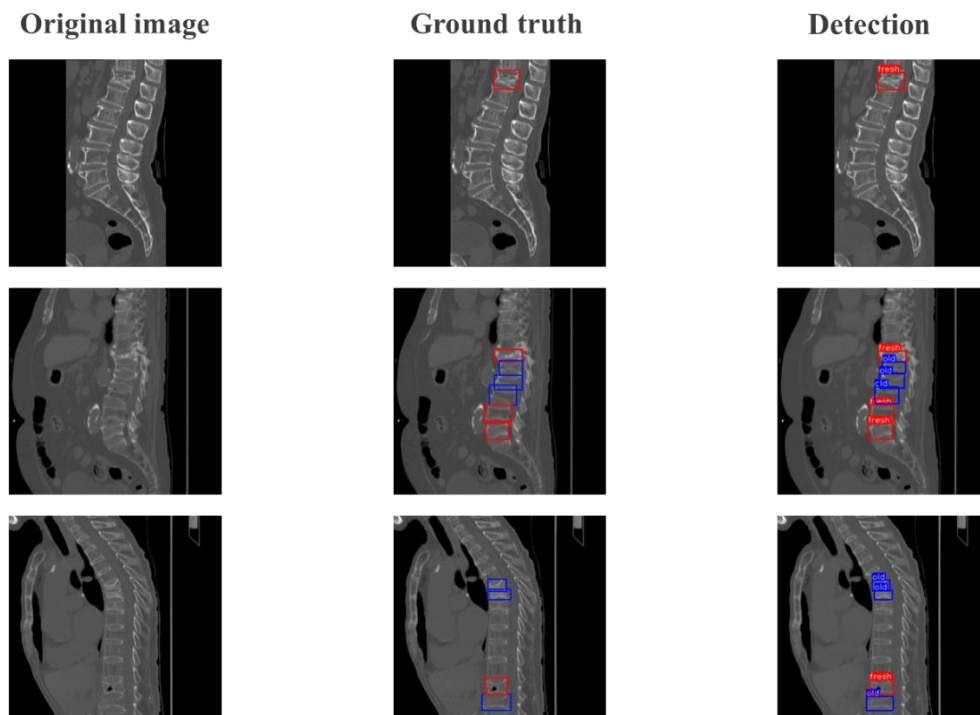 Original image
Ground truth
Detection
fresh
fresh
old
old
old
fresh
fresh
old
old
fresh
old